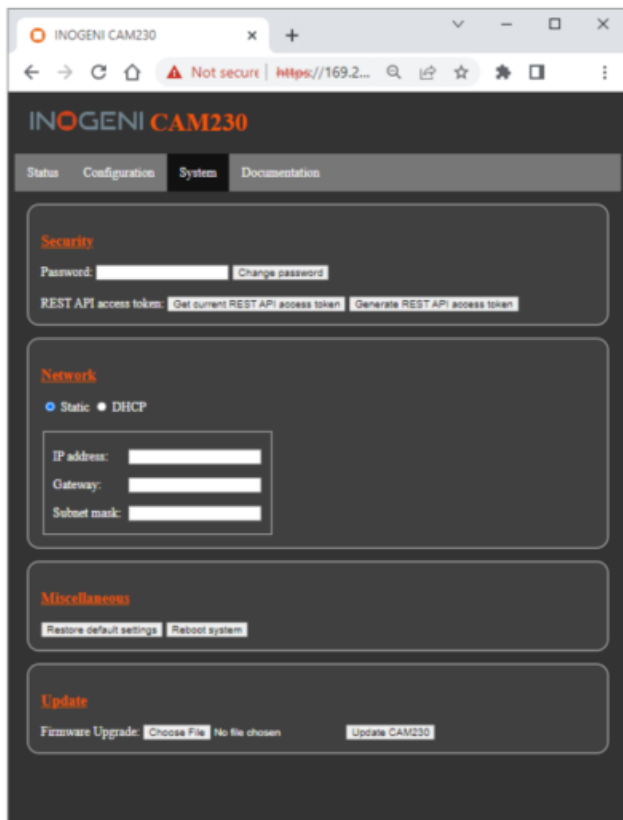 INOGENI CAM230
Not secure https://169.2...
INOGENI CAM230
Status Configuration System Documentation
Security
Password: Change password
REST API access token: Get current REST API access token Generate REST API access token
Network
Static DHCP
IP address:
Gateway:
Subnet mask:
Miscellaneous
Restore default settings Reboot system
Update
Firmware Upgrade: Choose File No file chosen Update CAM230